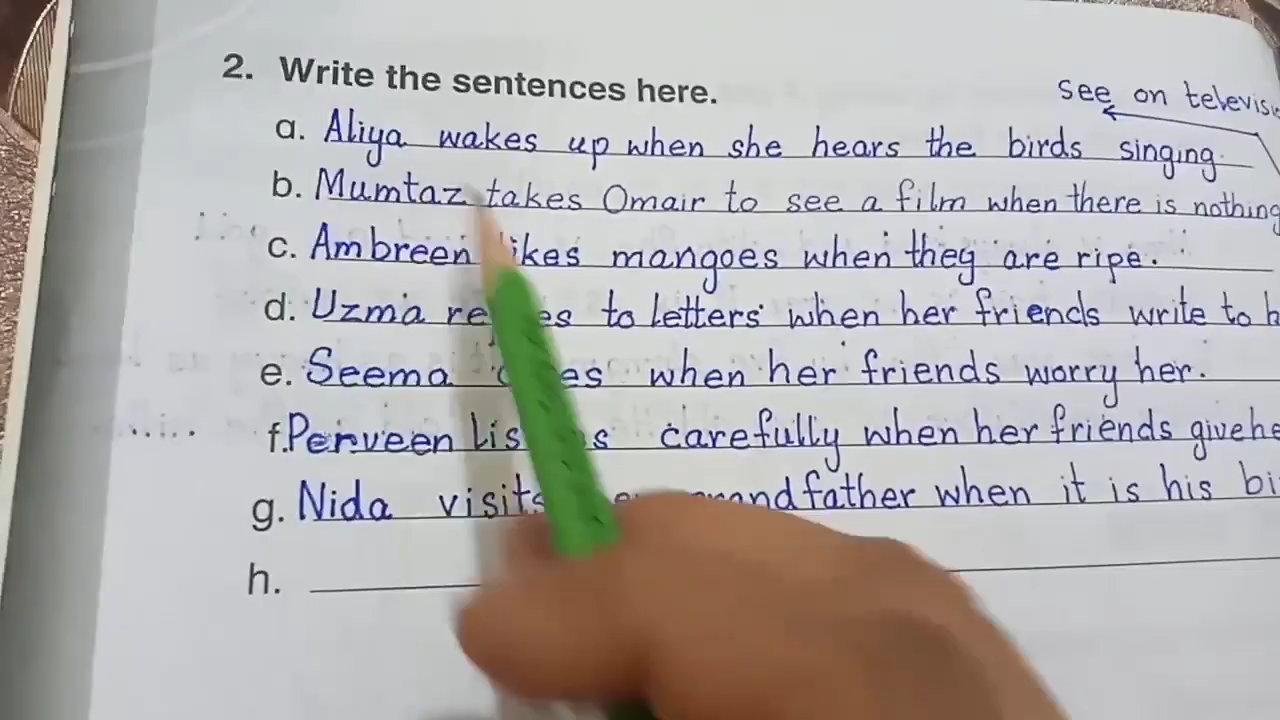 2. Write the sentences here.
see on
a. Aliya wakes up when she hears the birds singing.
b. Mumtaz takes Omair to see a film when there is nothing
c. Ambreen likes mangoes when they are ripe.
d. Uzma to letters when her friends write to
e. Seema when her friends worry her.
f. Perveen carefully when her friends give
g. Nida visits grandfather when it is his
h.